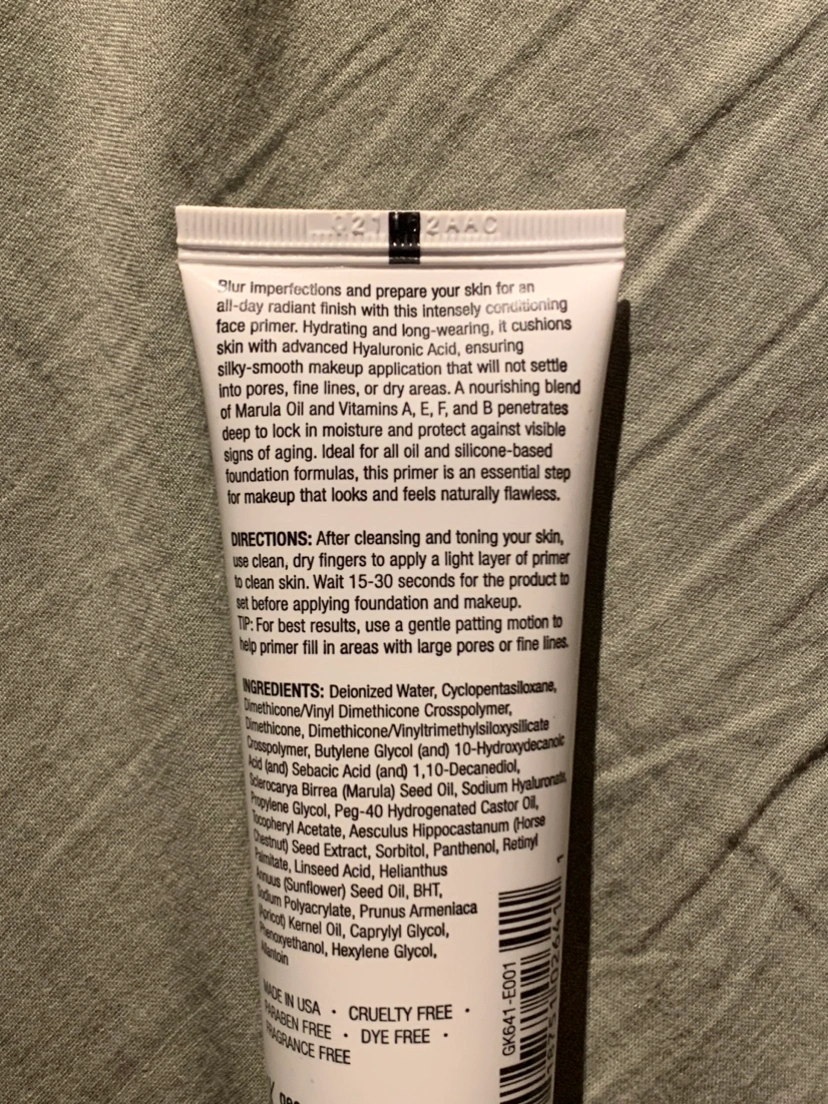 021 2AAC
Blur Imperfections and prepare your skin for an
all-day radiant finish with this intensely conditioning
face primer. Hydrating and long-wearing, it cushions
skin with advanced Hyaluronic Acid, ensuring
silky-smooth makeup application that will not settle
into pores, fine lines, or dry areas. A nourishing blend
of Marula Oil and Vitamins A, E, F, and B penetrates
deep to lock in moisture and protect against visible
signs of aging. Ideal for all oil and silicone-based
foundation formulas, this primer is an essential step
for makeup that looks and feels naturally flawless.
DIRECTIONS: After cleansing and toning your skin,
use clean, dry fingers to apply a light layer of primer
to clean skin. Wait 15-30 seconds for the product to
set before applying foundation and makeup.
TIP: For best results, use a gentle patting motion to
help primer fill in areas with large pores or fine lines.
INGREDIENTS: Deionized Water, Cyclopentasiloxane,
Dimethicone/Vinyl Dimethicone Crosspolymer,
Dimethicone, Dimethicone/Vinyltrimethylsiloxysilicate
Crosspolymer, Butylene Glycol (and) 10-Hydroxydecanoic
Acid (and) Sebacic Acid (and) 1,10-Decanediol,
Sclerocarya Birrea (Marula) Seed Oil, Sodium Hyaluronate,
Propylene Glycol, Peg-40 Hydrogenated Castor Oil,
Tocopheryl Acetate, Aesculus Hippocastanum (Horse
Chestnut) Seed Extract, Sorbitol, Panthenol, Retinyl
Palmitate, Linseed Acid, Helianthus
Annuus (Sunflower) Seed Oil, BHT,
Sodium Polyacrylate, Prunus Armeniaca
(Apricot) Kernel Oil, Caprylyl Glycol,
Phenoxyethanol, Hexylene Glycol,
Allantoin
MADE IN USA • CRUELTY FREE •
PARABEN FREE • DYE FREE •
FRAGRANCE FREE
GK641-E001